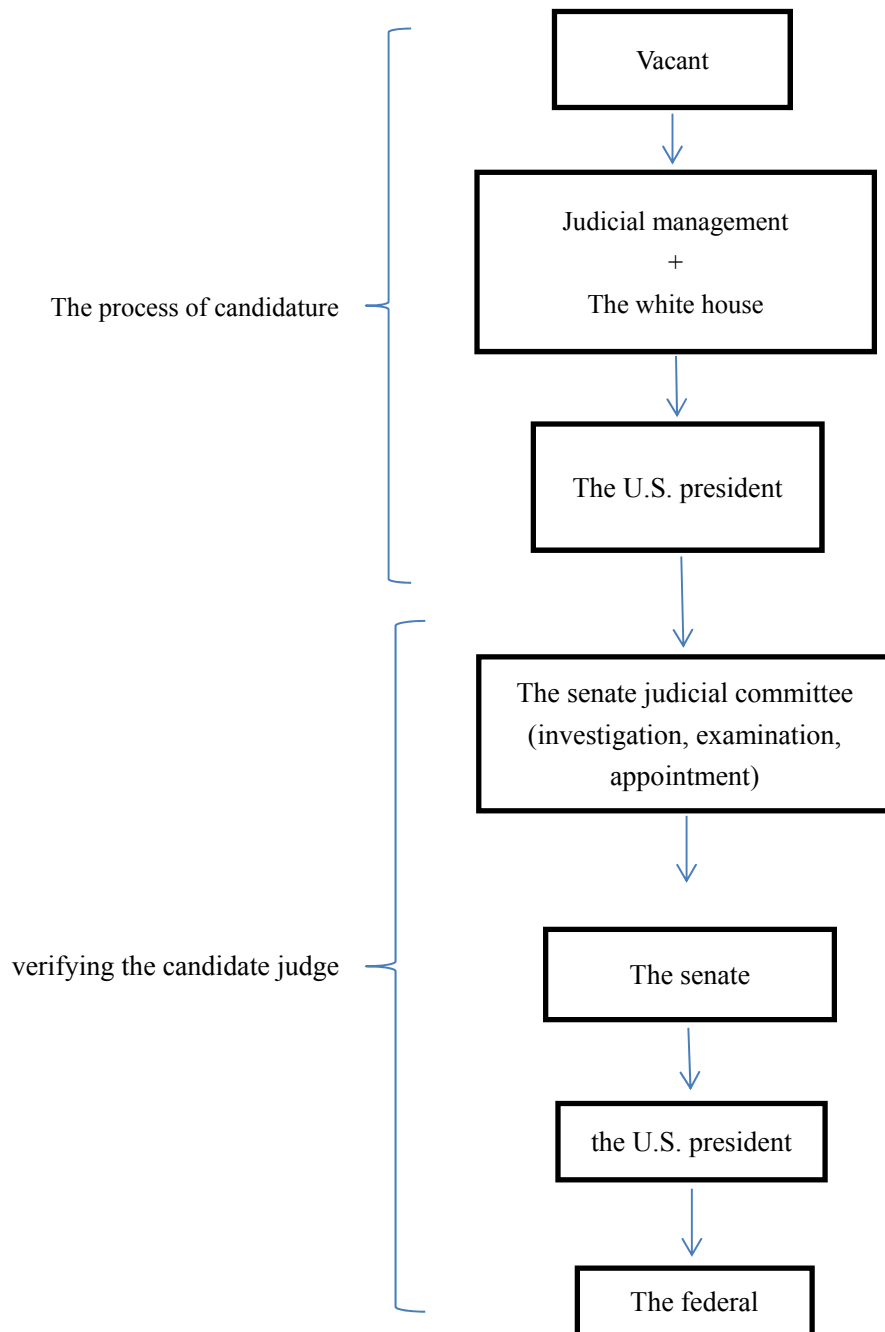 Vacant
Judicial management
+
The white house
The process of candidature
The U.S. president
The senate judicial committee
(investigation, examination,
appointment)
verifying the candidate judge
The senate
the U.S. president
The federal